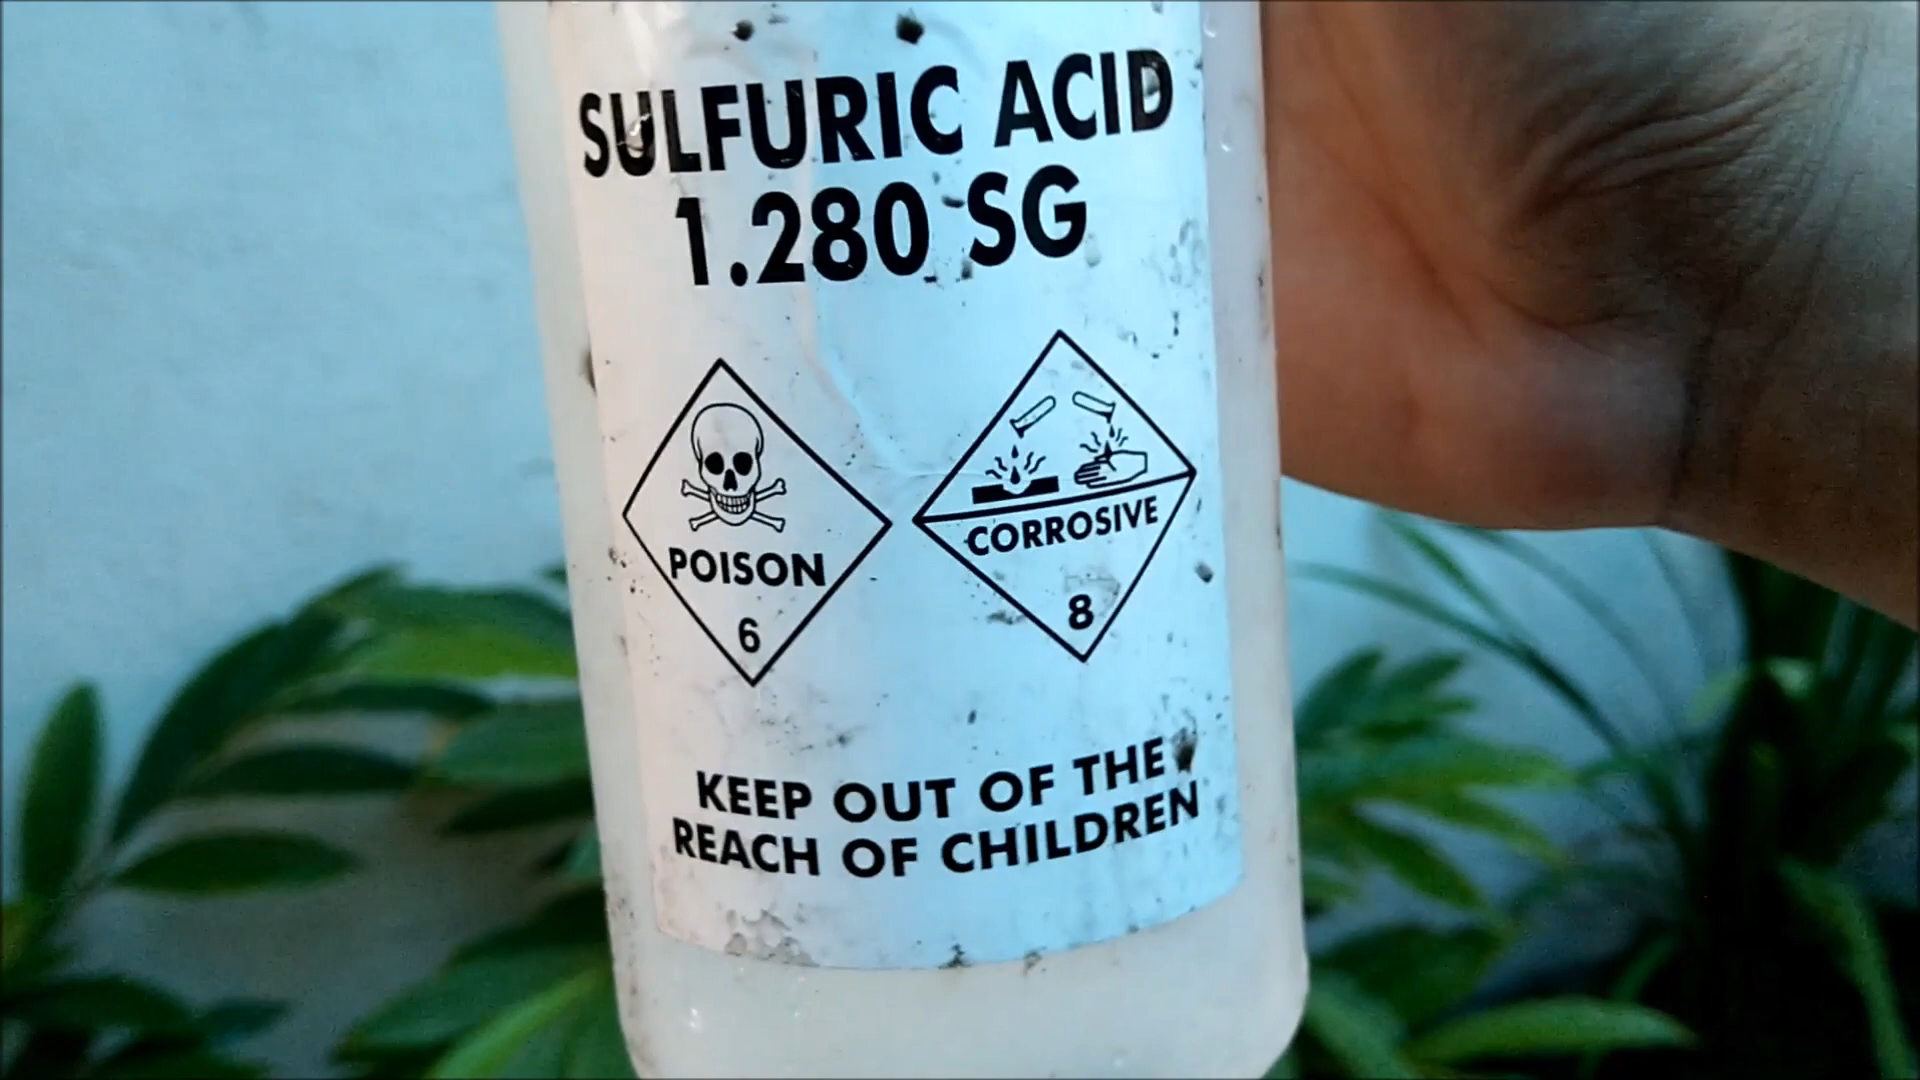 SULFURIC ACID
1.280 SG
POISON
6
CORROSIVE
8
KEEP OUT OF THE
REACH OF CHILDREN